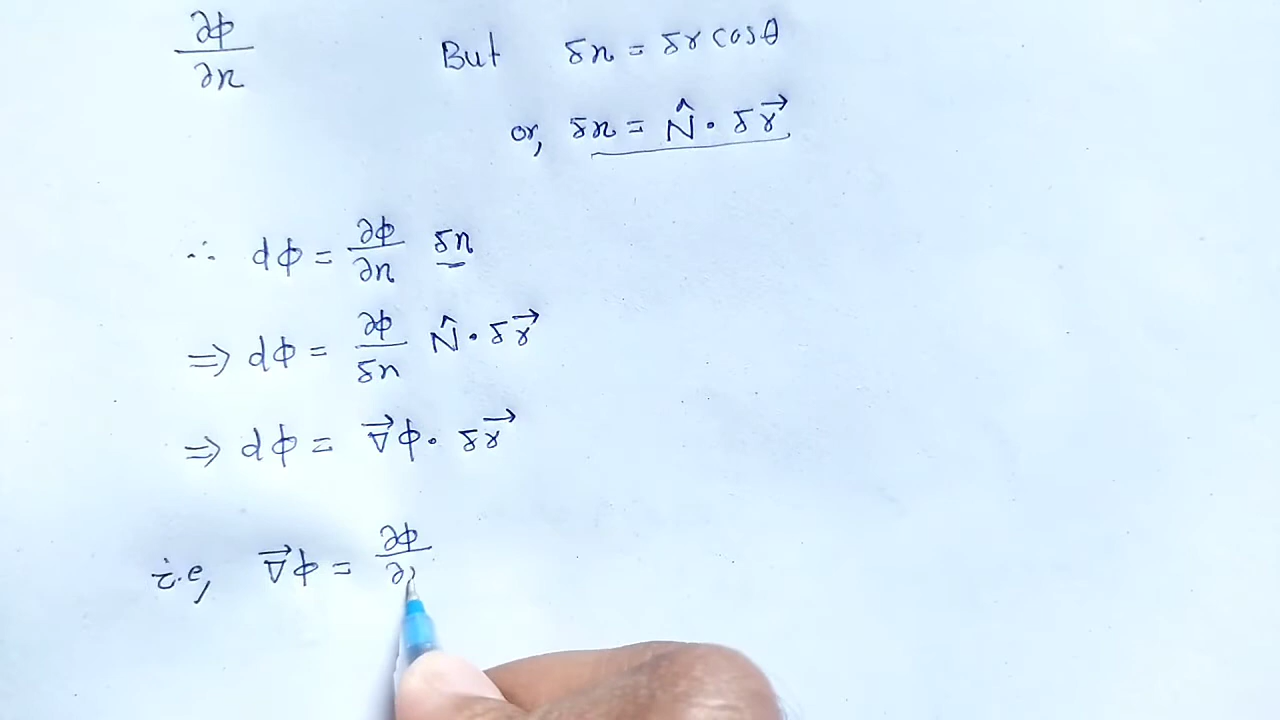 ∂ϕ/∂n
But δn = δr cosθ
or, δn = N̂ · δr⃗
∴ dϕ = ∂ϕ/∂n δn
⇒ dϕ = ∂ϕ/δn N̂ · δr⃗
⇒ dϕ = ∇⃗ϕ · δr⃗
i.e, ∇⃗ϕ = ∂ϕ/∂